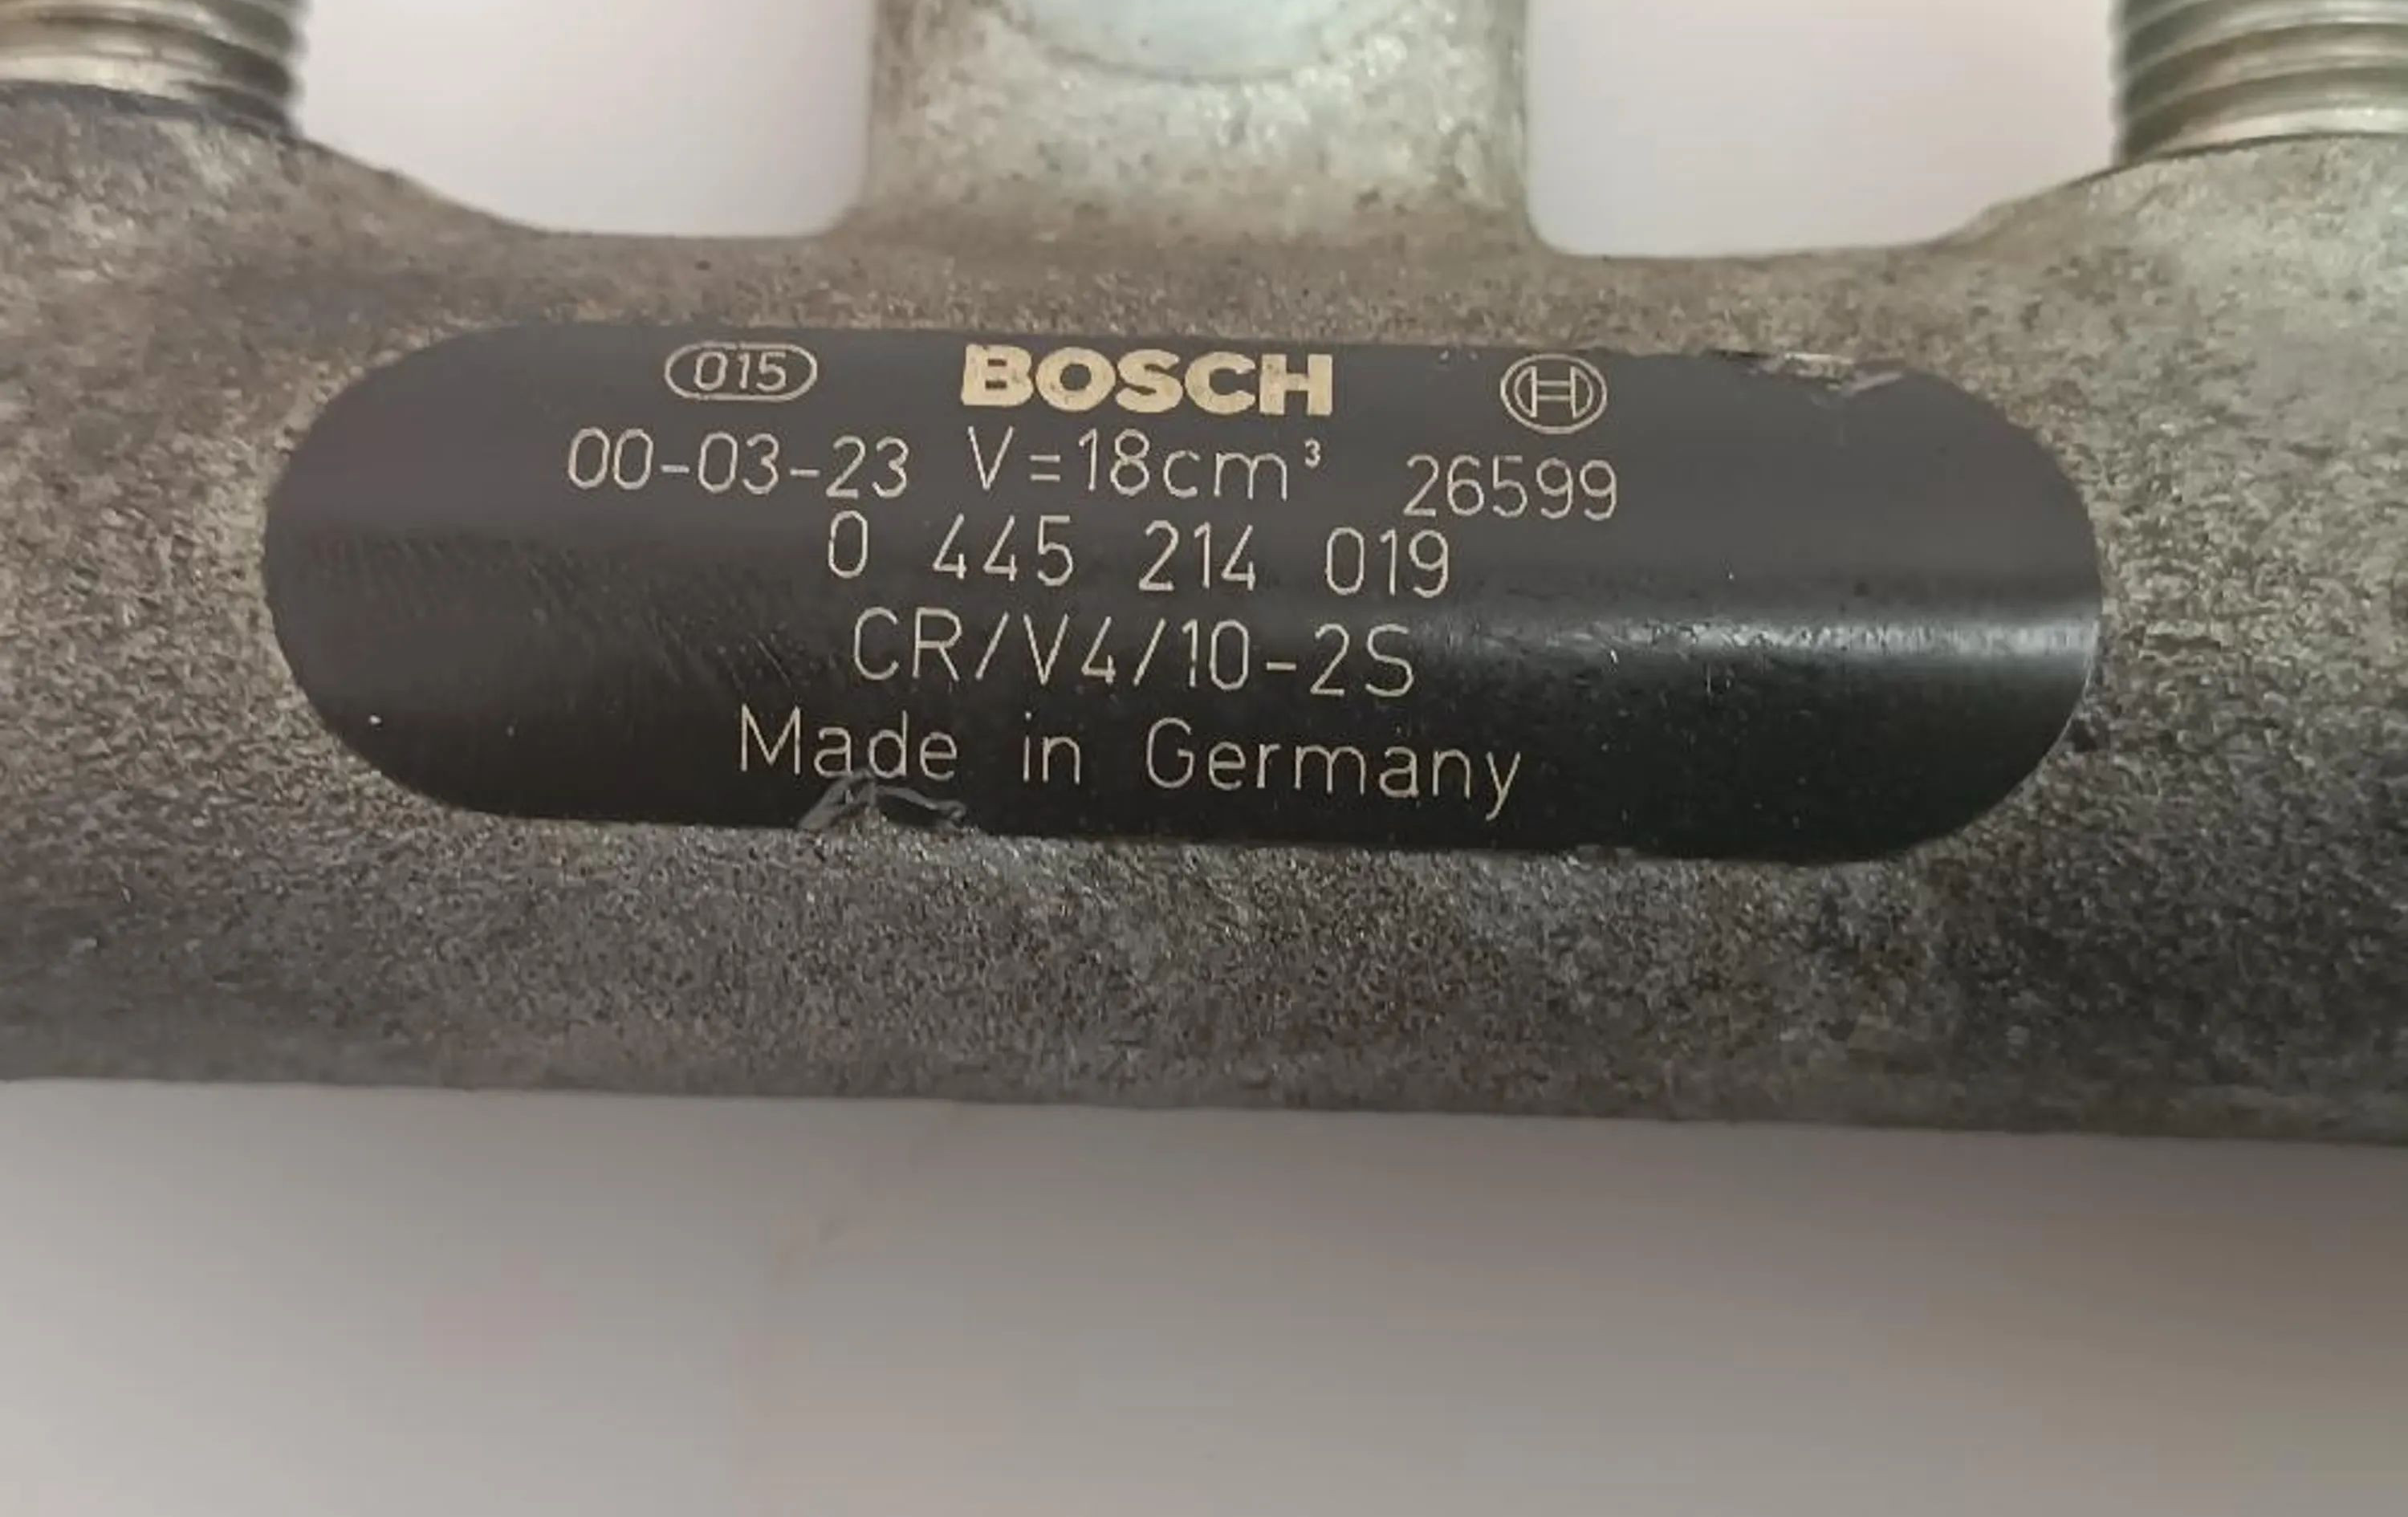 015 BOSCH
00-03-23 V=18cm³ 26599
0 445 214 019
CR/V4/10-2S
Made in Germany